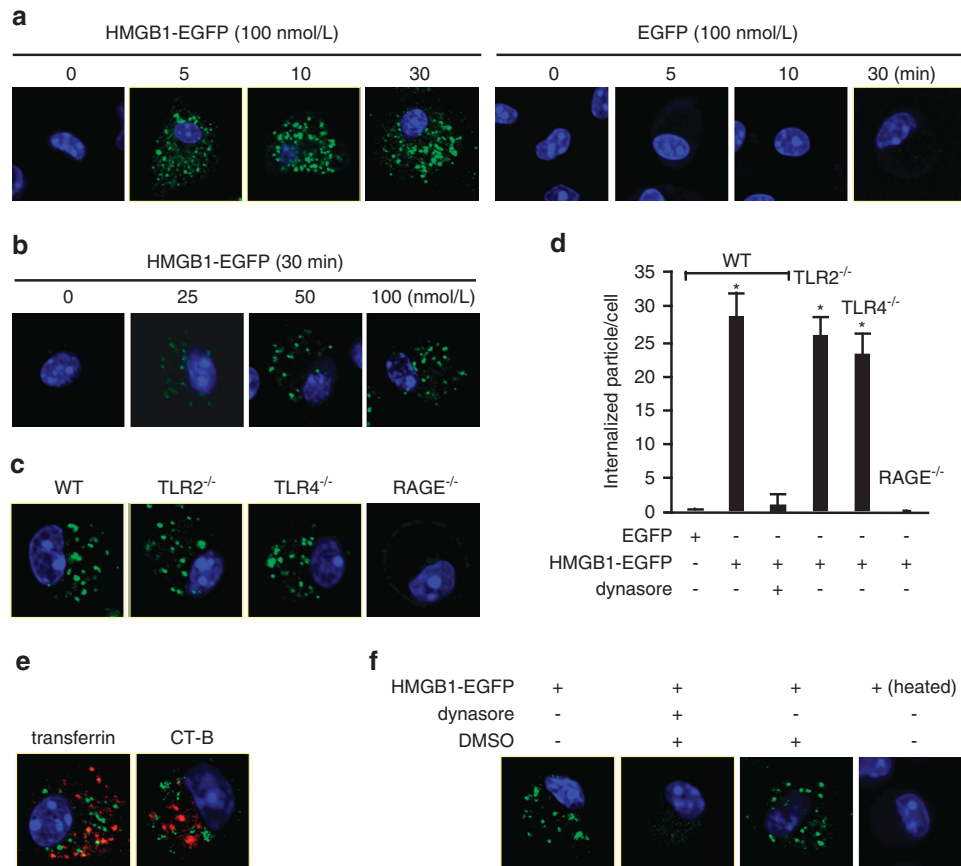 a
HMGB1-EGFP (100 nmol/L)
EGFP (100 nmol/L)
0 5 10 30
0 5 10 30 (min)
b
HMGB1-EGFP (30 min)
0 25 50 100 (nmol/L)
c
WT TLR2-/- TLR4-/- RAGE-/-
d
WT
TLR2-/-
TLR4-/-
RAGE-/-
* * *
Internalized particle/cell
35
30
25
20
15
10
5
0
EGFP + - - - - -
HMGB1-EGFP - + + + + +
dynasore - - + - - -
e
transferrin CT-B
f
HMGB1-EGFP + + + + (heated)
dynasore - + - -
DMSO - + + -